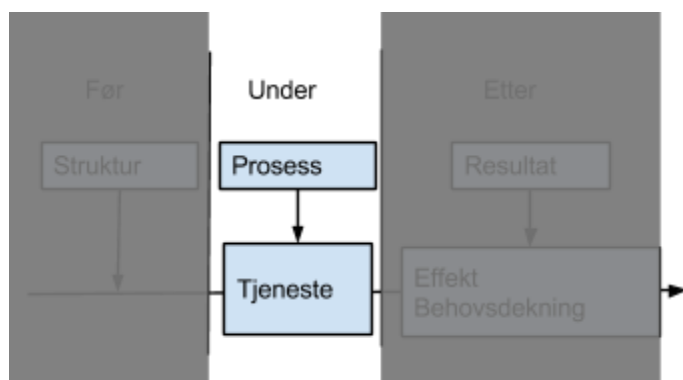 Før
Under
Etter
Struktur
Prosess
Resultat
Tjeneste
Effekt
Behovsdekning